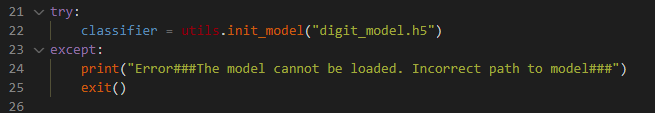 21 try:
22     classifier = utils.init_model("digit_model.h5")
23 except:
24     print("Error###The model cannot be loaded. Incorrect path to model###")
25     exit()
26